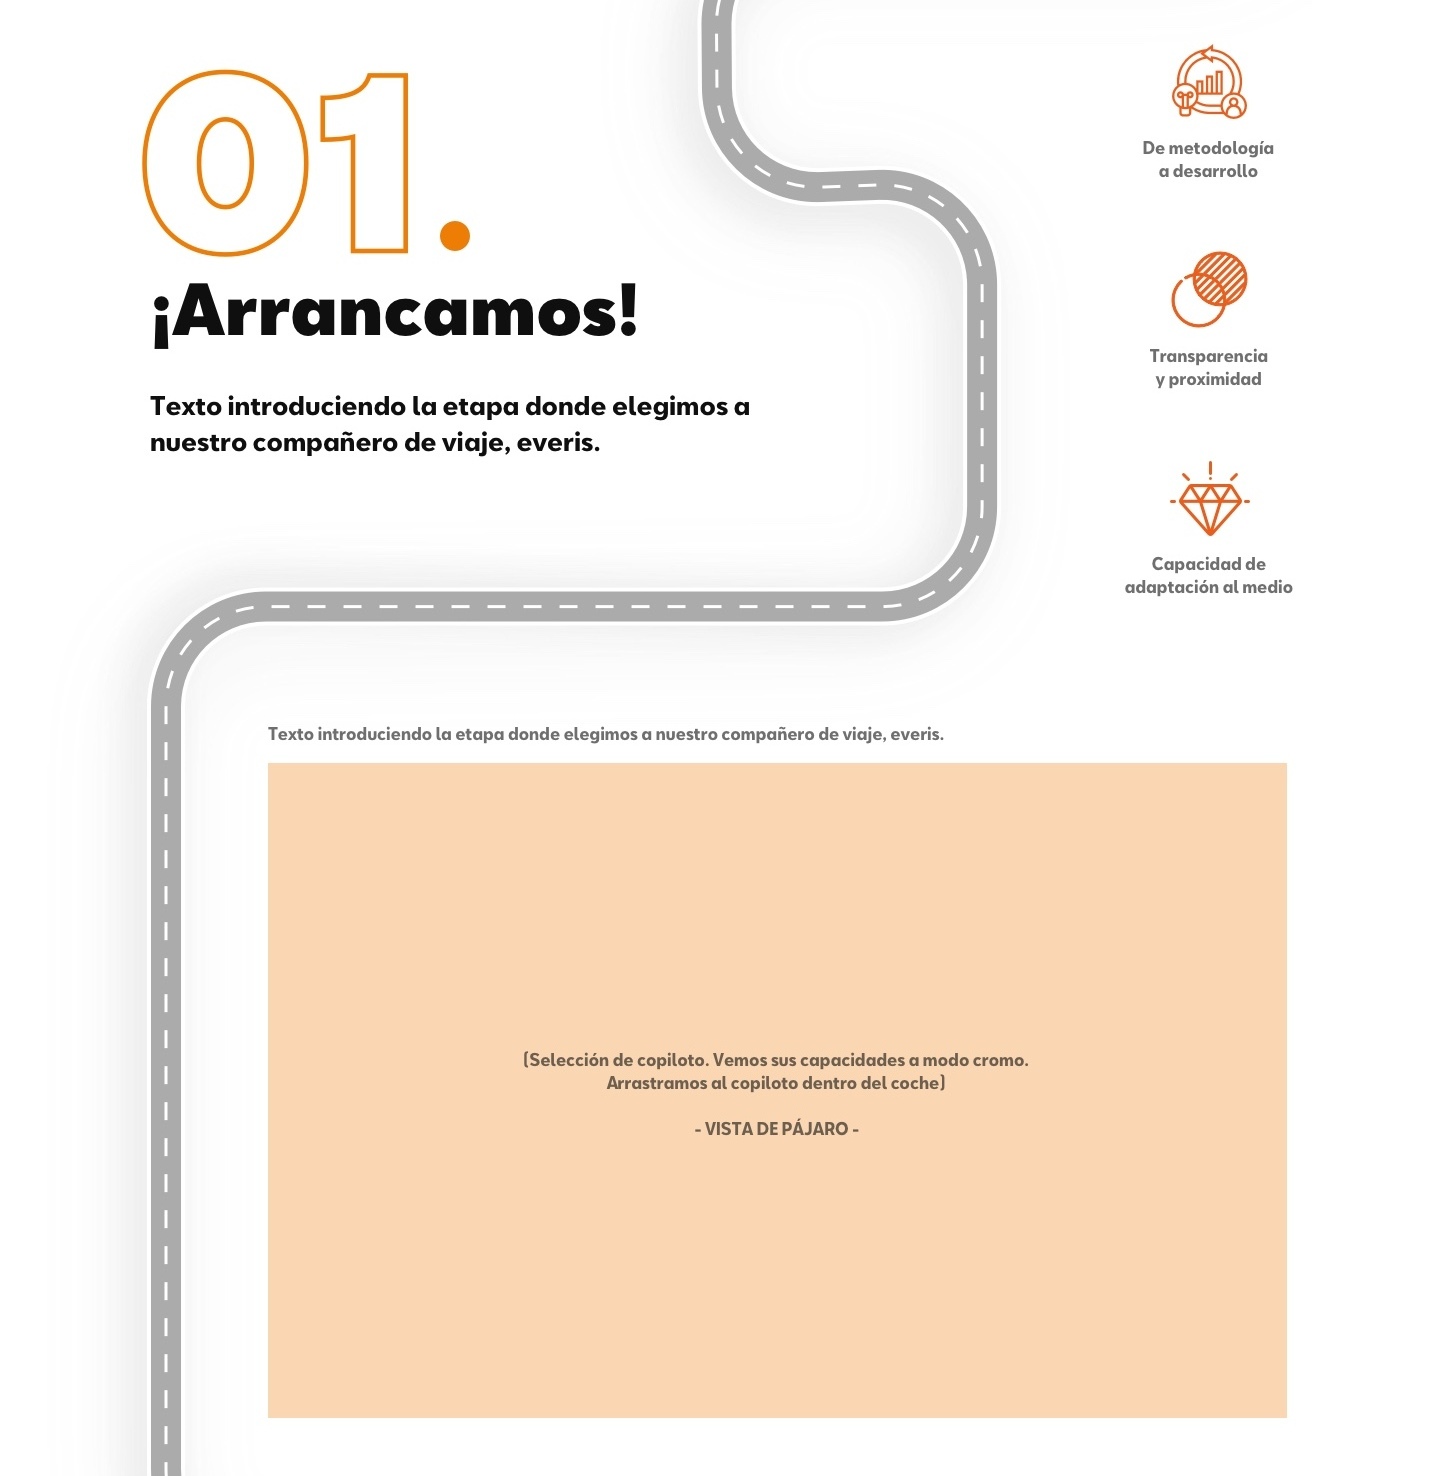 01.
¡Arrancamos!
Texto introduciendo la etapa donde elegimos a
nuestro compañero de viaje, everis.
De metodología
a desarrollo
Transparencia
y proximidad
Capacidad de
adaptación al medio
Texto introduciendo la etapa donde elegimos a nuestro compañero de viaje, everis.
(Selección de copiloto. Vemos sus capacidades a modo cromo.
Arrastramos al copiloto dentro del coche)
- VISTA DE PÁJARO -